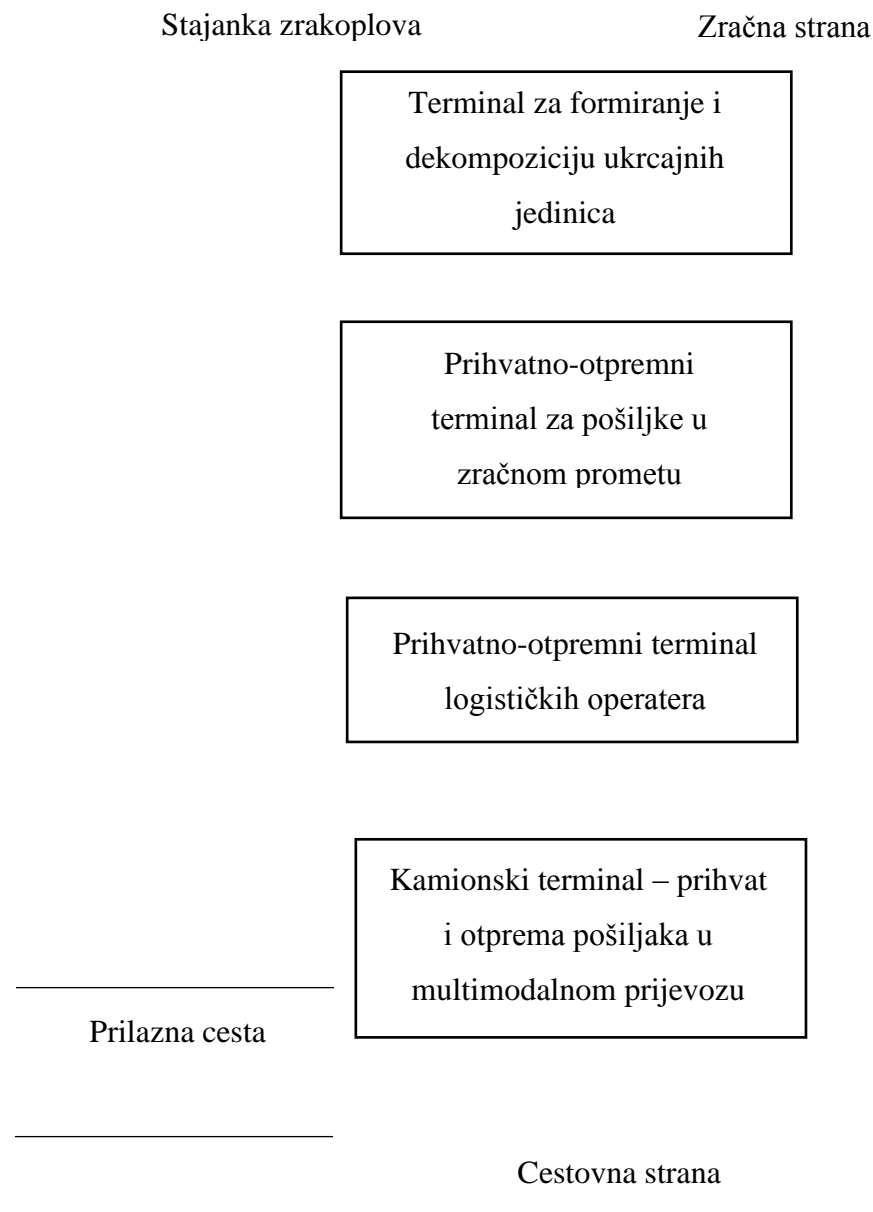 Stajanka zrakoplova
Zračna strana
Terminal za formiranje i
dekompoziciju ukrcajnih
jedinica
Prihvatno-otpremni
terminal za pošiljke u
zračnom prometu
Prihvatno-otpremni terminal
logističkih operatera
Kamionski terminal – prihvat
i otprema pošiljaka u
multimodalnom prijevozu
Prilazna cesta
Cestovna strana